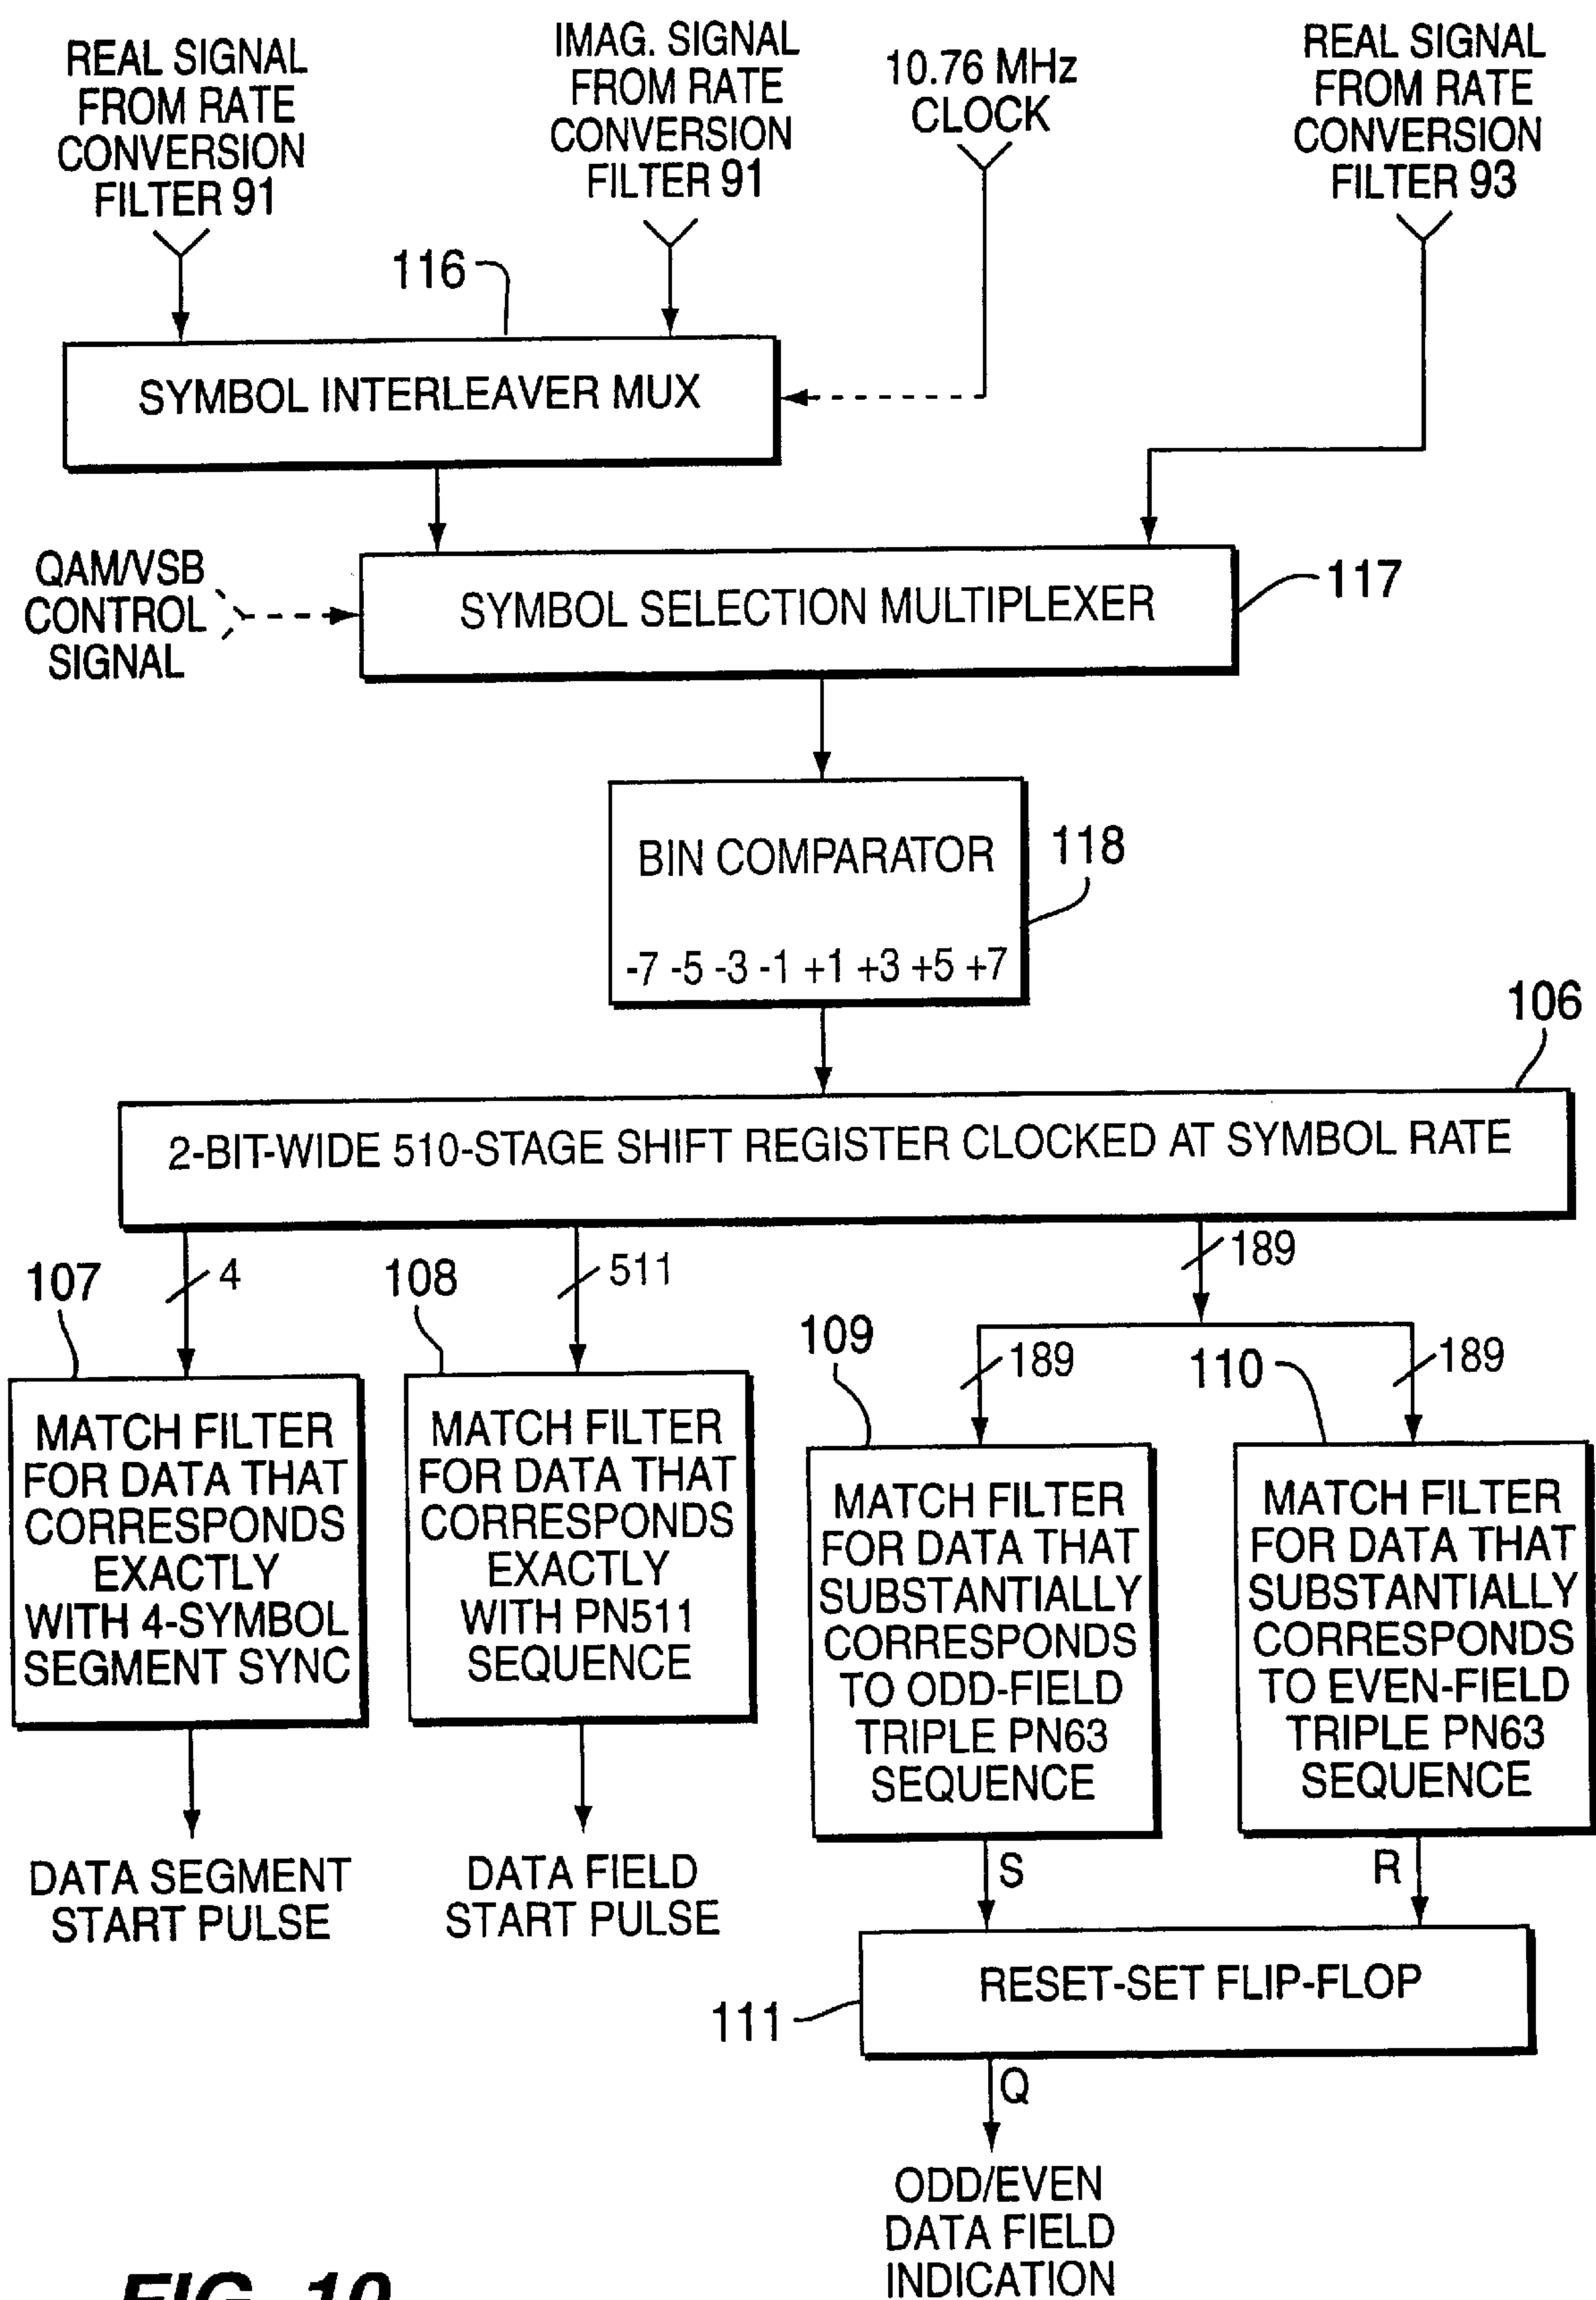 REAL SIGNAL
FROM RATE
CONVERSION
FILTER 91
IMAG. SIGNAL
FROM RATE
CONVERSION
FILTER 91
10.76 MHz
CLOCK
REAL SIGNAL
FROM RATE
CONVERSION
FILTER 93
116
SYMBOL INTERLEAVER MUX
QAM/VSB
CONTROL
SIGNAL
SYMBOL SELECTION MULTIPLEXER
117
BIN COMPARATOR
-7 -5 -3 -1 +1 +3 +5 +7
118
106
2-BIT-WIDE 510-STAGE SHIFT REGISTER CLOCKED AT SYMBOL RATE
107
4
108
511
189
109
189
110
189
MATCH FILTER
FOR DATA THAT
CORRESPONDS
EXACTLY
WITH 4-SYMBOL
SEGMENT SYNC
MATCH FILTER
FOR DATA THAT
CORRESPONDS
EXACTLY
WITH PN511
SEQUENCE
MATCH FILTER
FOR DATA THAT
SUBSTANTIALLY
CORRESPONDS
TO ODD-FIELD
TRIPLE PN63
SEQUENCE
MATCH FILTER
FOR DATA THAT
SUBSTANTIALLY
CORRESPONDS
TO EVEN-FIELD
TRIPLE PN63
SEQUENCE
DATA SEGMENT
START PULSE
DATA FIELD
START PULSE
S
R
RESET-SET FLIP-FLOP
111
Q
ODD/EVEN
DATA FIELD
INDICATION
FIG. 10